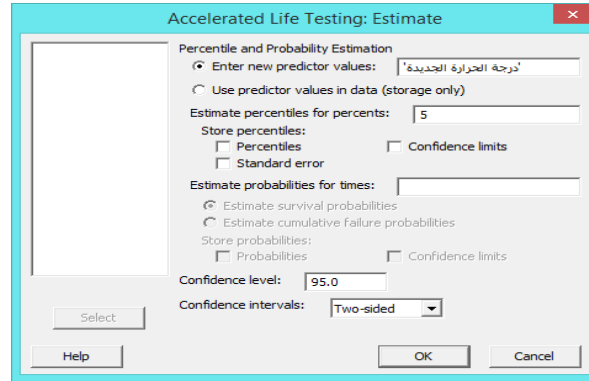 Accelerated Life Testing: Estimate
Percentile and Probability Estimation
Enter new predictor values: 'درجة الحرارة الجديدة'
Use predictor values in data (storage only)
Estimate percentiles for percents: 5
Store percentiles:
Percentiles Confidence limits
Standard error
Estimate probabilities for times:
Estimate survival probabilities
Estimate cumulative failure probabilities
Store probabilities:
Probabilities Confidence limits
Confidence level: 95.0
Confidence intervals: Two-sided
Select
Help OK Cancel